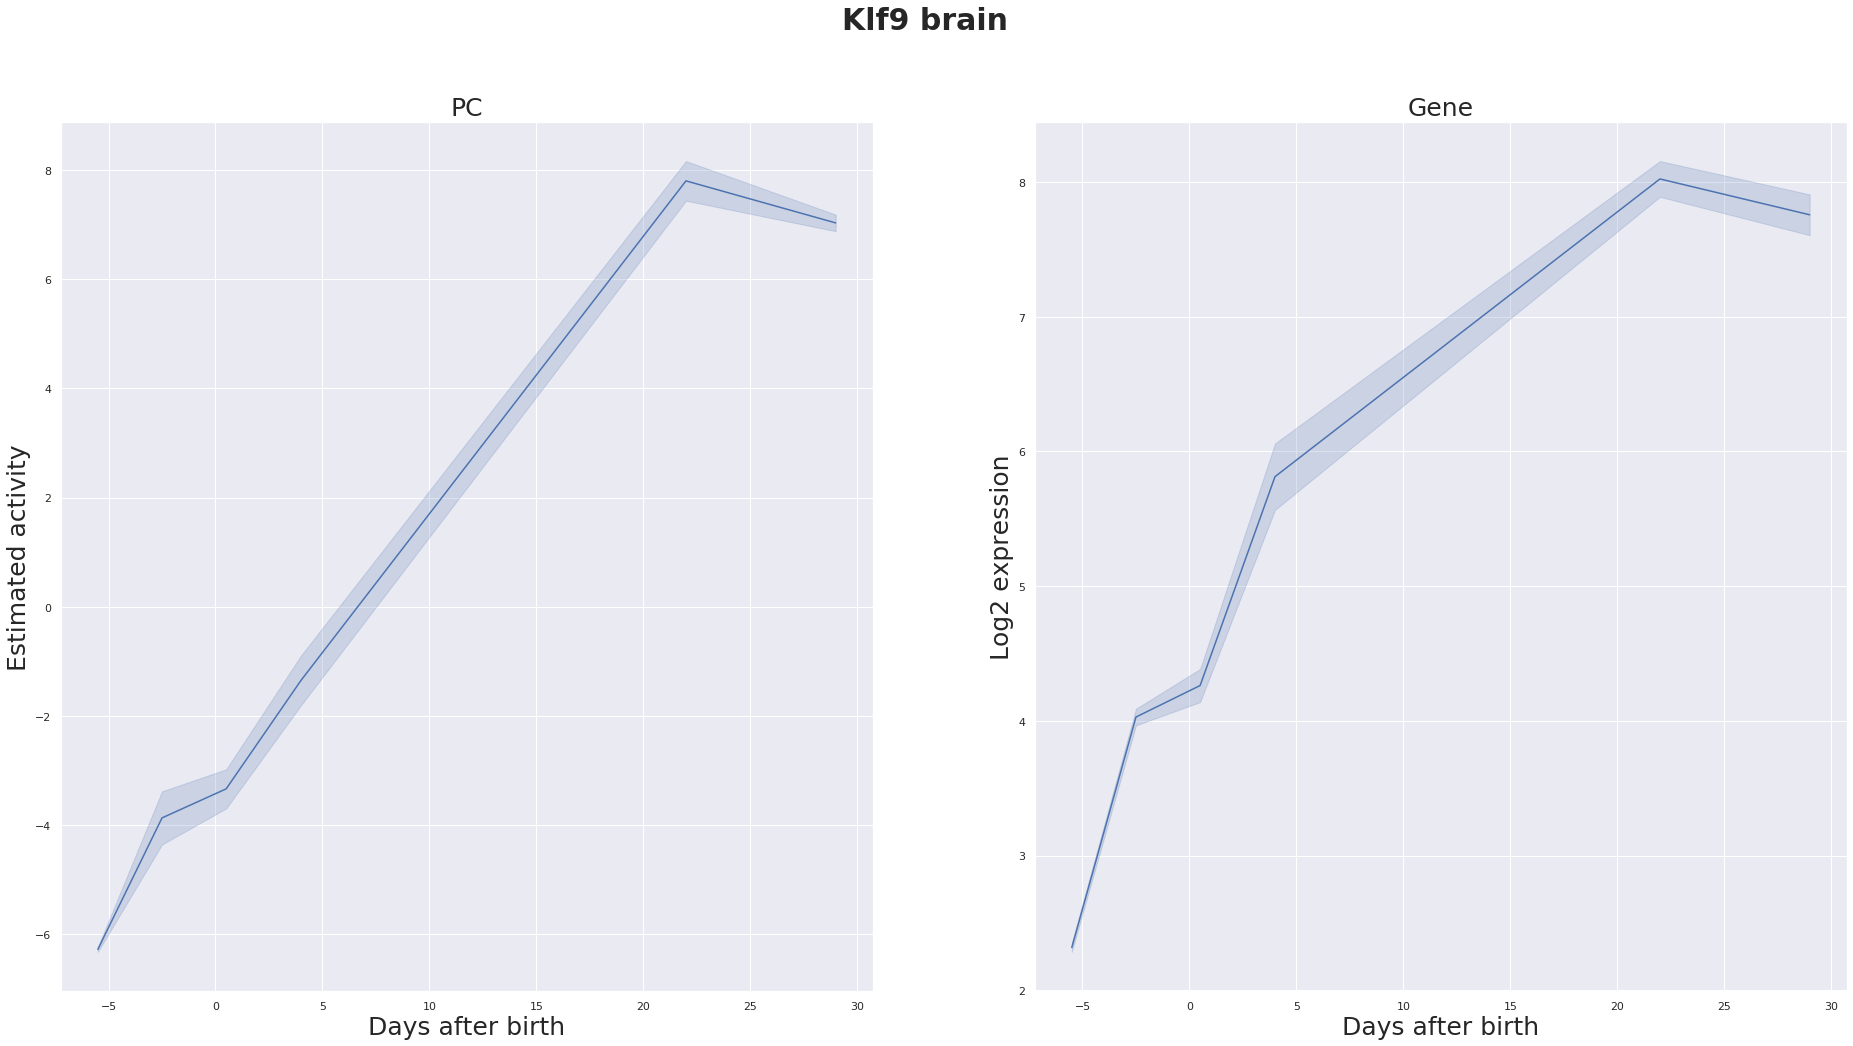 Klf9 brain
PC
Estimated activity
8
6
4
2
0
−2
−4
−6
−5 0 5 10 15 20 25 30
Days after birth
Gene
Log2 expression
8
7
6
5
4
3
2
−5 0 5 10 15 20 25 30
Days after birth